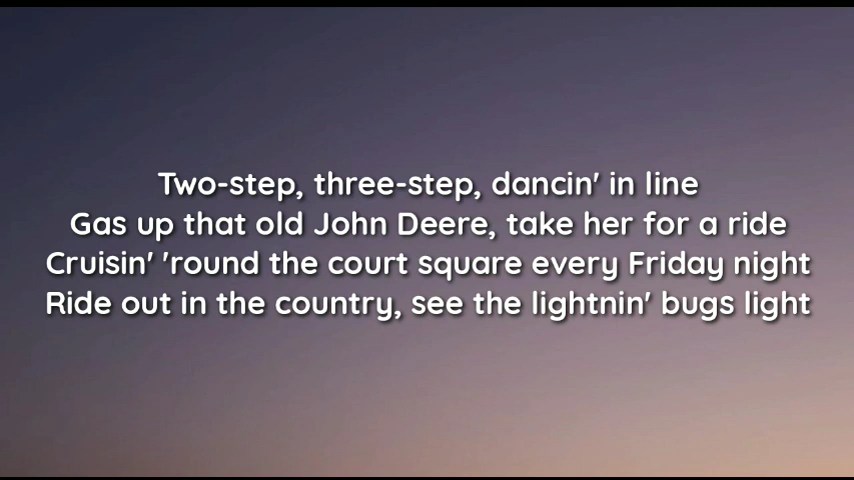 Two-step, three-step, dancin' in line
Gas up that old John Deere, take her for a ride
Cruisin' 'round the court square every Friday night
Ride out in the country, see the lightnin' bugs light